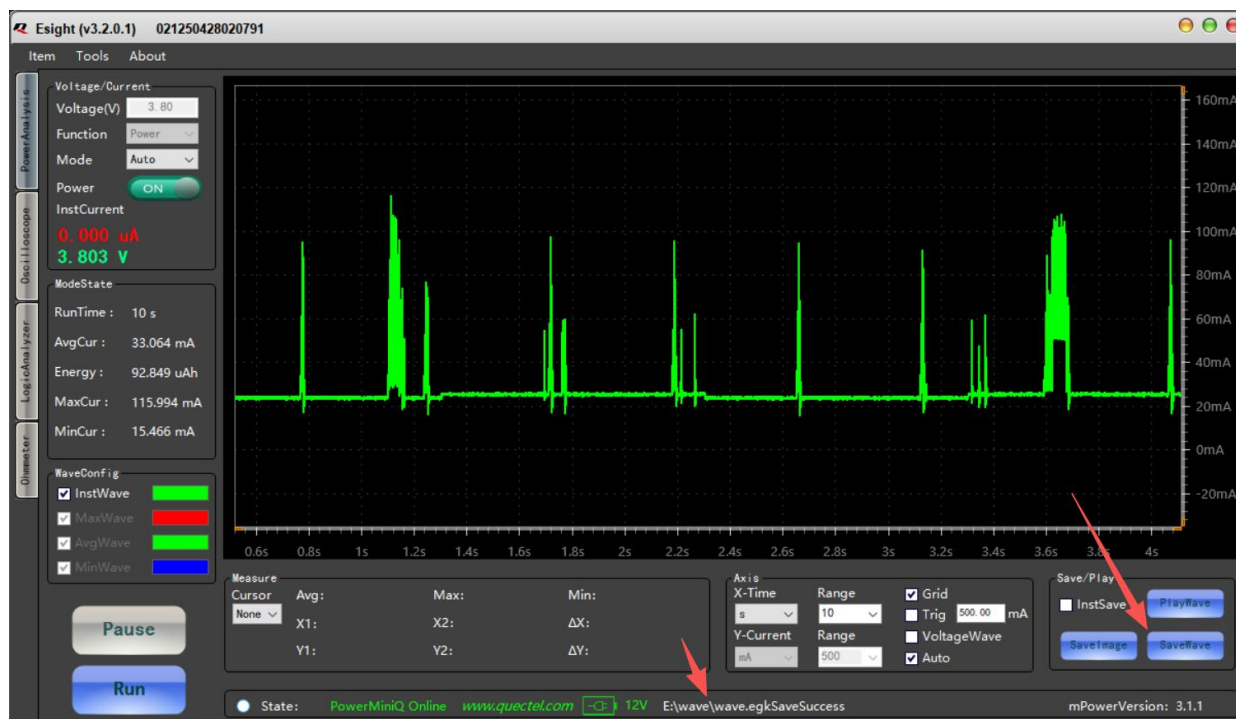 Esight (v3.2.0.1) 021250428020791
Item Tools About
PowerAnalysis
Oscilloscope
LogicAnalyzer
Ohmmeter
Voltage/Current
Voltage(V) 3.80
Function Power
Mode Auto
Power ON
InstCurrent
0.000 uA
3.803 V
ModeState
RunTime : 10 s
AvgCur : 33.064 mA
Energy : 92.849 uAh
MaxCur : 115.994 mA
MinCur : 15.466 mA
WaveConfig
InstWave
MaxWave
AvgWave
MinWave
Pause
Run
160mA
140mA
120mA
100mA
80mA
60mA
40mA
20mA
0mA
-20mA
0.6s 0.8s 1s 1.2s 1.4s 1.6s 1.8s 2s 2.2s 2.4s 2.6s 2.8s 3s 3.2s 3.4s 3.6s 3.8s 4s
Measure
Cursor Avg: Max: Min:
None X1: X2: ΔX:
Y1: Y2: ΔY:
Axis
X-Time Range Grid
s 10 Trig 500.00 mA
Y-Current Range VoltageWave
mA 500 Auto
Save/Play
InstSave PlayWave
SaveImage SaveWave
State: PowerMiniQ Online www.quectel.com 12V E:\wave\wave.egkSaveSuccess mPowerVersion: 3.1.1